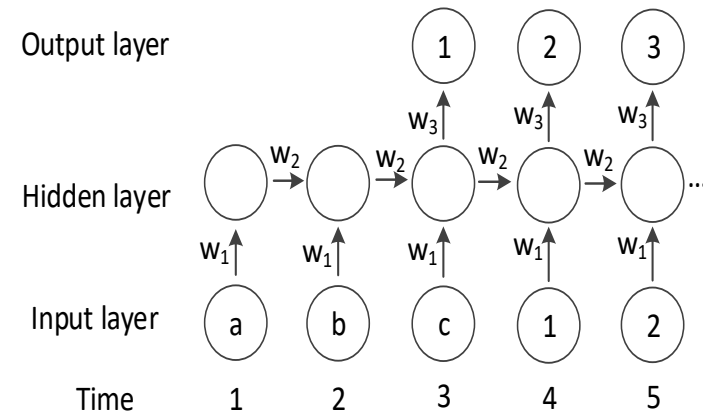 Output layer 1 2 3
w3 w3 w3
w2 w2 w2 w2
Hidden layer ...
w1 w1 w1 w1 w1
Input layer a b c 1 2
Time 1 2 3 4 5